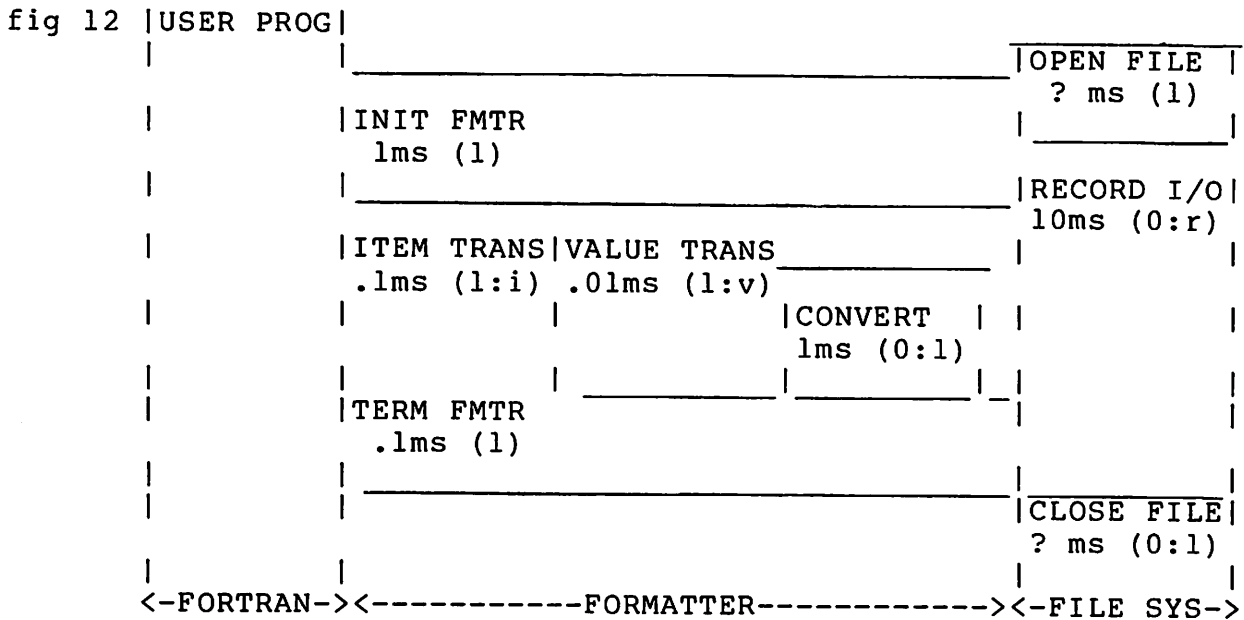 fig 12 |USER PROG|
|OPEN FILE |
? ms (1)
|INIT FMTR
1ms (1)
|RECORD I/O|
10ms (0:r)
|ITEM TRANS|VALUE TRANS
.1ms (1:i) .01ms (1:v)
|CONVERT | |
1ms (0:1)
|TERM FMTR
.1ms (1)
|CLOSE FILE|
? ms (0:1)
<-FORTRAN-><-----------FORMATTER------------><-FILE SYS->